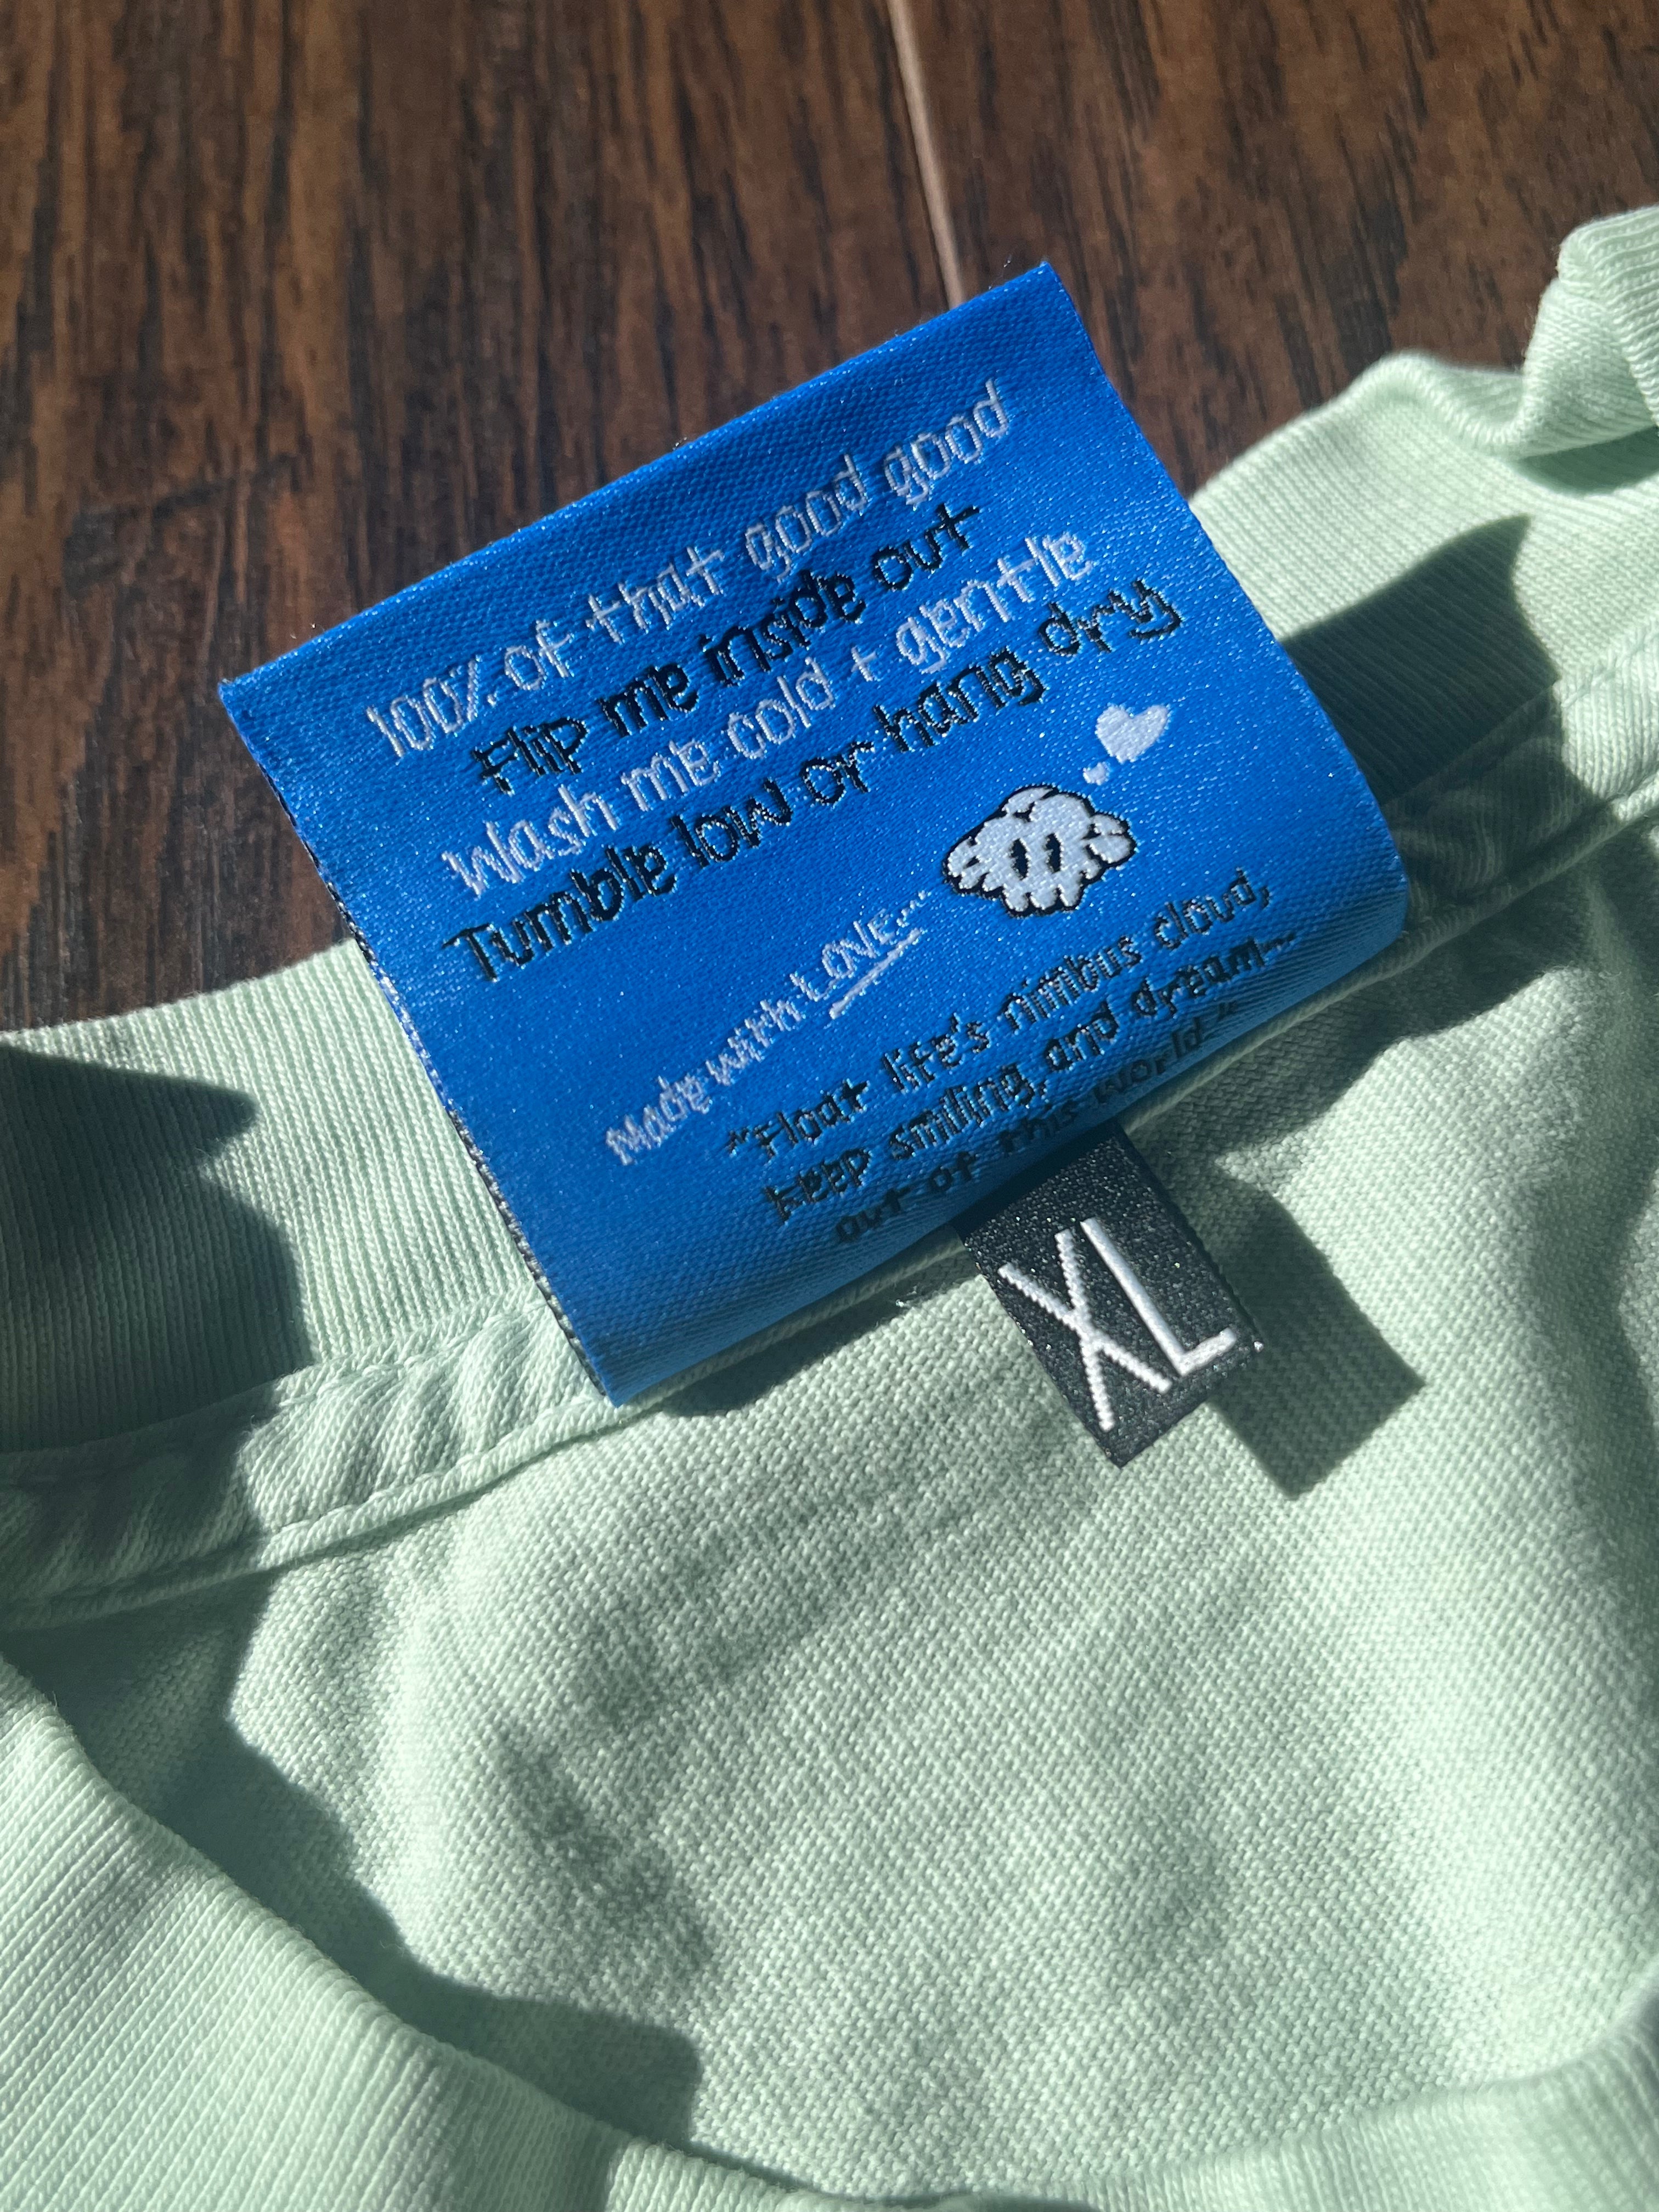 100% of that good good
Flip me inside out
Wash me cold + gentle
Tumble low or hang dry
Made with LOVE...
"Float life's nimbus cloud,
keep smiling, and dream—
out of this world."
XL